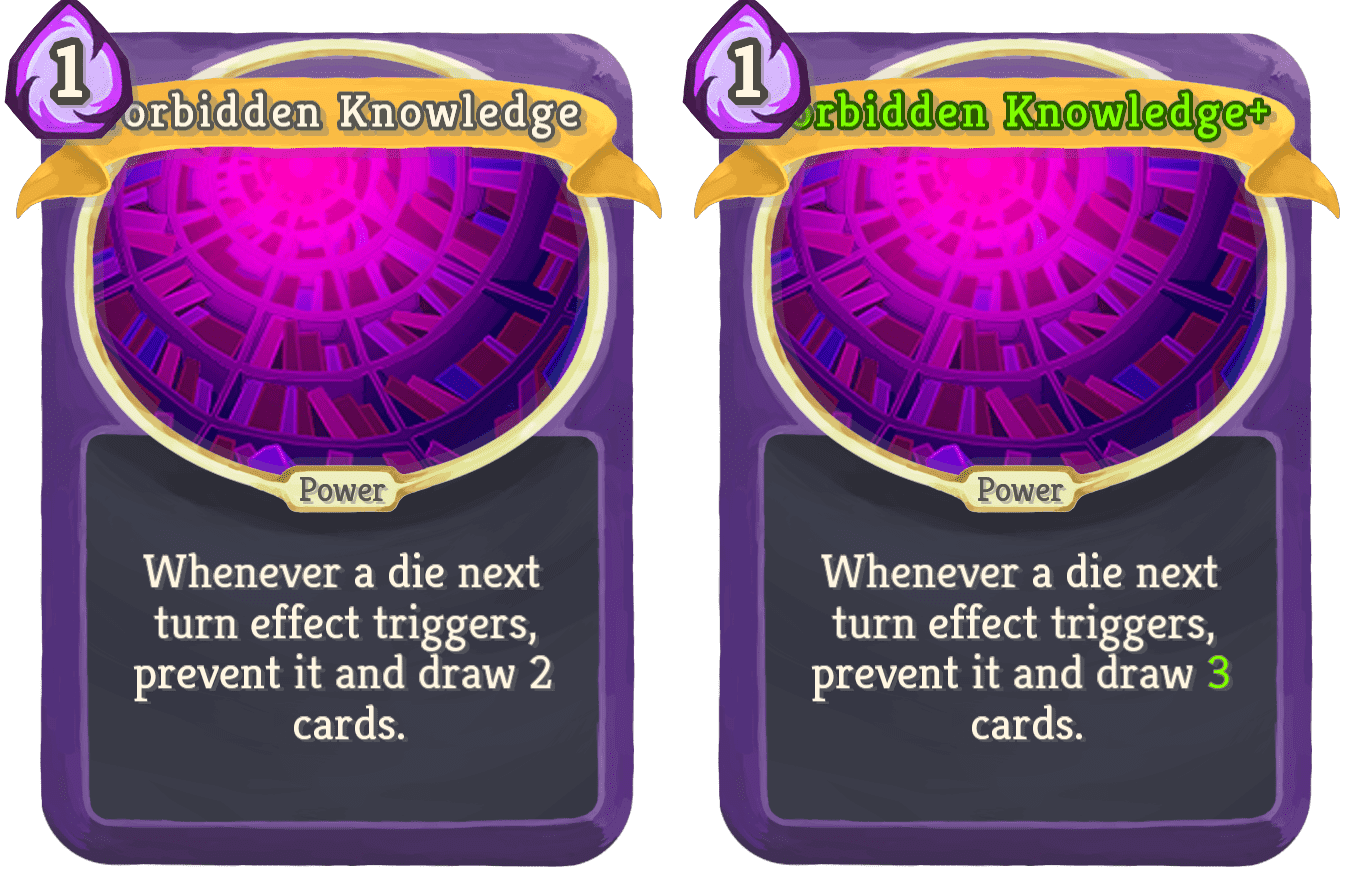 1
orbidden Knowledge
Power
Whenever a die next
turn effect triggers,
prevent it and draw 2
cards.
1
orbidden Knowledge+
Power
Whenever a die next
turn effect triggers,
prevent it and draw 3
cards.